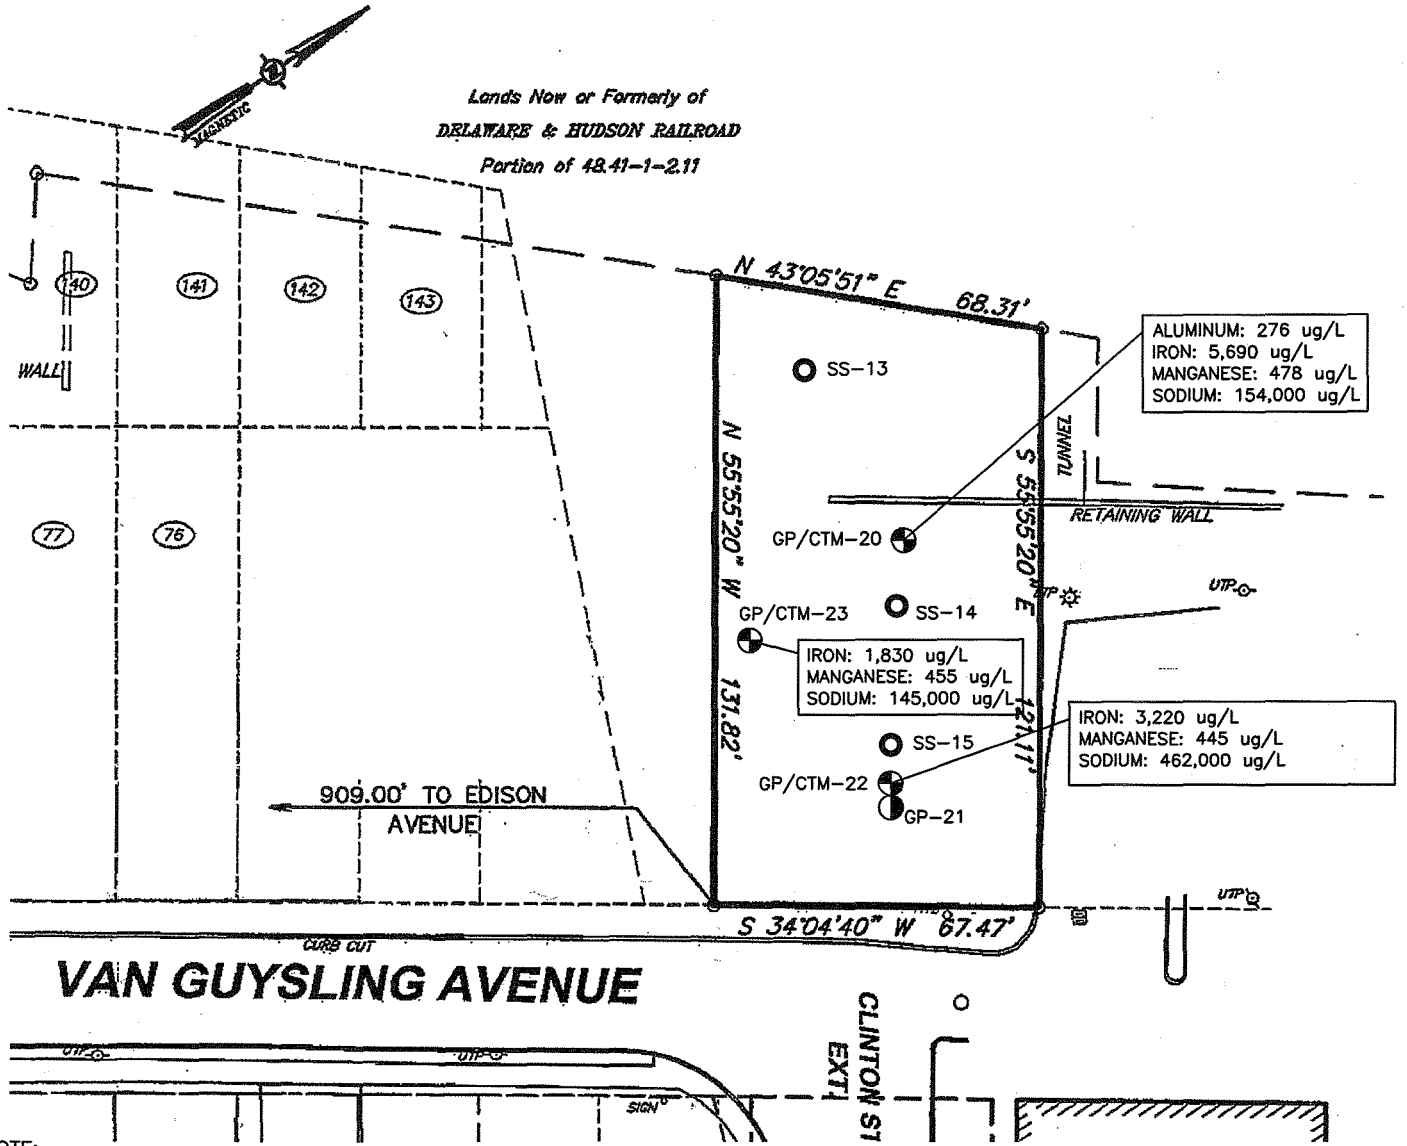 MAGNETIC
Lands Now or Formerly of
DELAWARE & HUDSON RAILROAD
Portion of 48.41-1-2.11
N 43°05'51" E 68.31'
140
141
142
143
WALL
ALUMINUM: 276 ug/L
IRON: 5,690 ug/L
MANGANESE: 478 ug/L
SODIUM: 154,000 ug/L
SS-13
N 55°55'20" W 131.82'
S 55°55'20" E 121.11'
TUNNEL
RETAINING WALL
77
76
GP/CTM-20
UTP
UTP
SS-14
GP/CTM-23
IRON: 1,830 ug/L
MANGANESE: 455 ug/L
SODIUM: 145,000 ug/L
IRON: 3,220 ug/L
MANGANESE: 445 ug/L
SODIUM: 462,000 ug/L
SS-15
GP/CTM-22
GP-21
909.00' TO EDISON
AVENUE
UTP
S 34°04'40" W 67.47'
CURB CUT
VAN GUYSLING AVENUE
CLINTON ST
EXT.
UTP
UTP
SIGN
OTE: